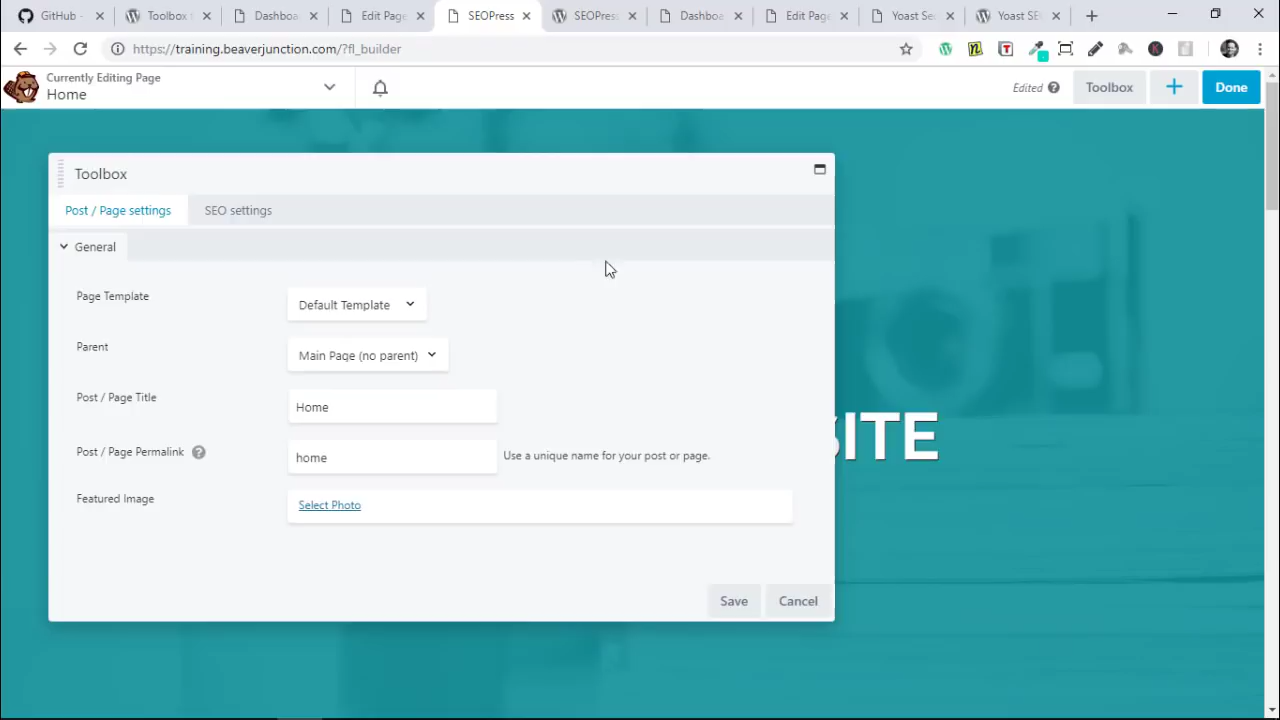 GitHub -
Toolbox f
Dashboa
Edit Page
SEOPress
SEOPres
Dashboa
Edit Page
Yoast Se
Yoast SE
https://training.beaverjunction.com/?fl_builder
Currently Editing Page
Home
Edited
Toolbox
Done
Toolbox
Post / Page settings
SEO settings
General
Page Template
Default Template
Parent
Main Page (no parent)
Post / Page Title
Home
Post / Page Permalink
home
Use a unique name for your post or page.
Featured Image
Select Photo
SITE
Save
Cancel